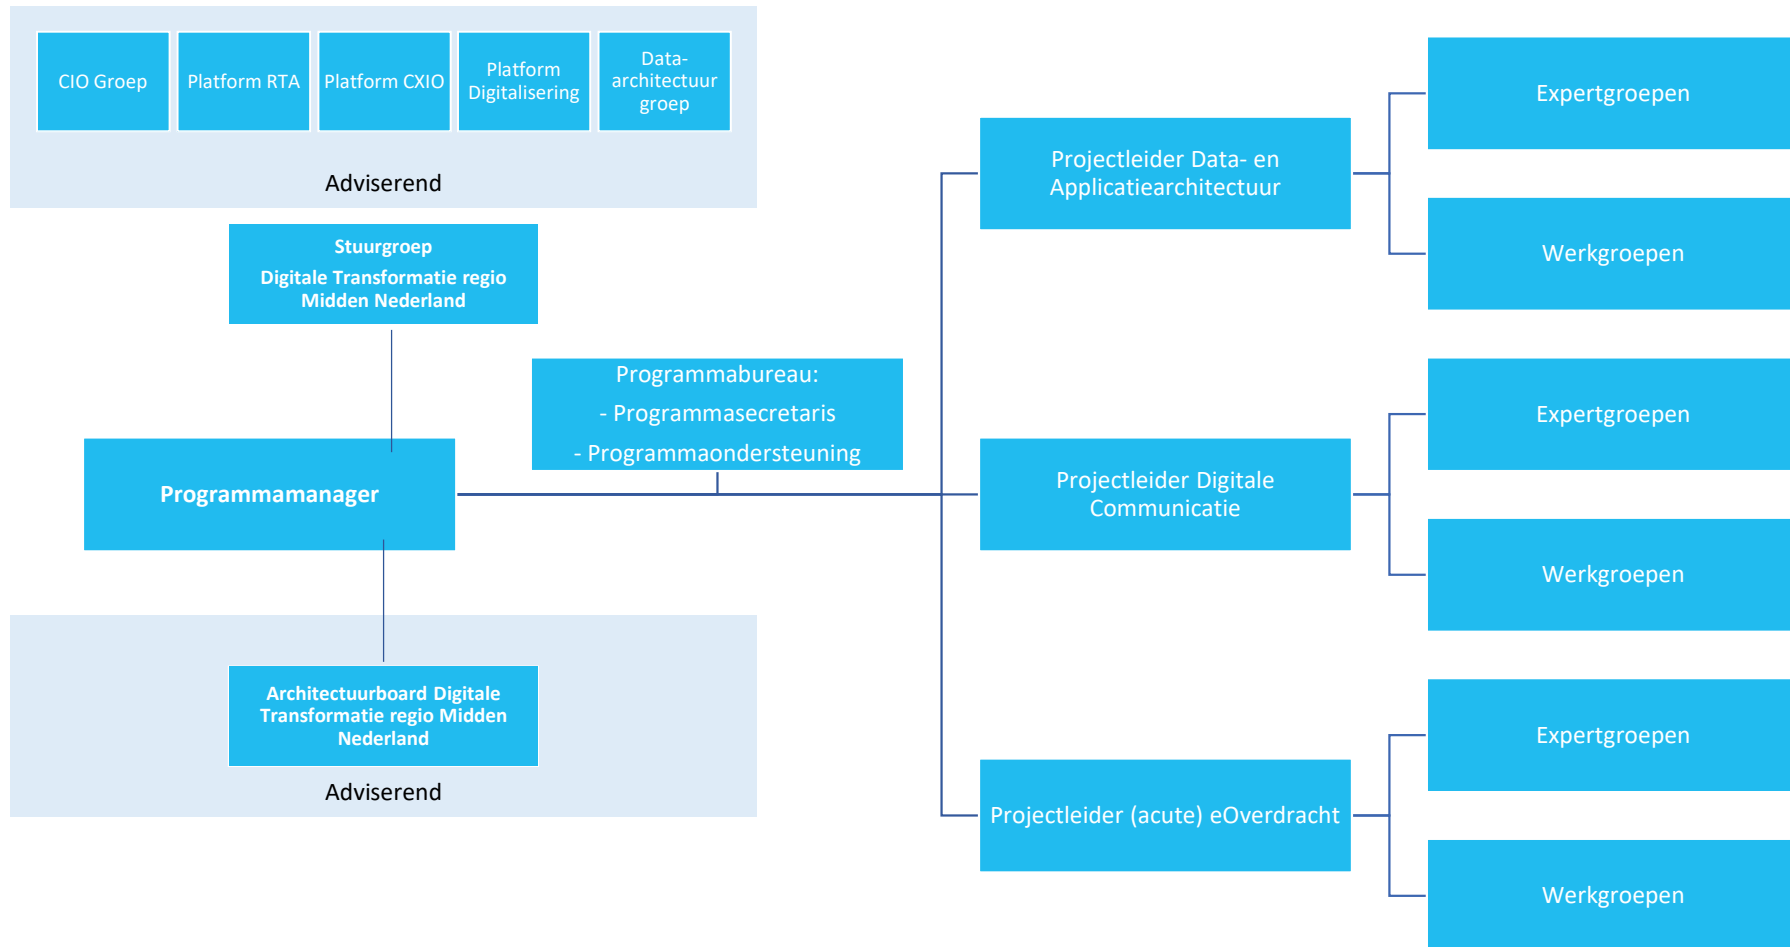 CIO Groep
Platform RTA
Platform CXIO
Platform
Digitalisering
Data-
architectuur
groep
Adviserend
Stuurgroep
Digitale Transformatie regio
Midden Nederland
Programmabureau:
- Programmasecretaris
- Programmaondersteuning
Programmamanager
Architectuurboard Digitale
Transformatie regio Midden
Nederland
Adviserend
Projectleider Data- en
Applicatiearchitectuur
Expertgroepen
Werkgroepen
Projectleider Digitale
Communicatie
Expertgroepen
Werkgroepen
Projectleider (acute) eOverdracht
Expertgroepen
Werkgroepen